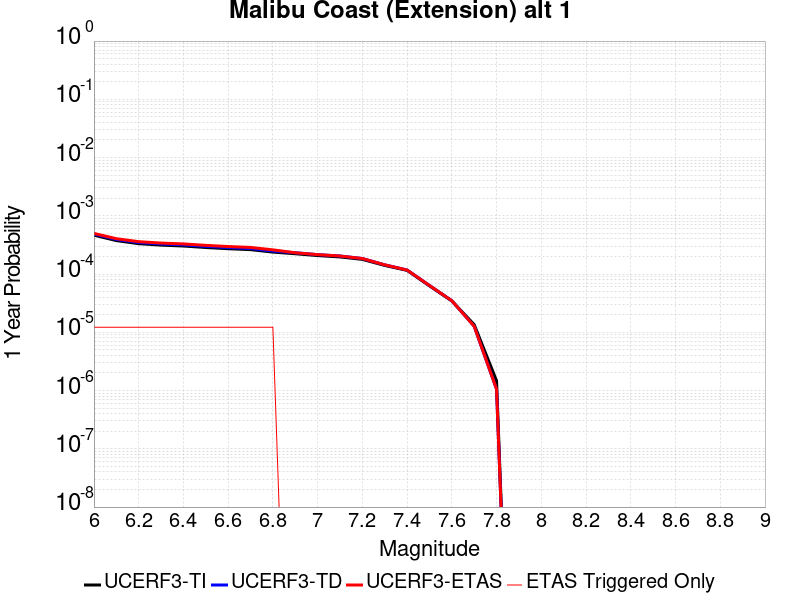 Malibu Coast (Extension) alt 1
10^0
10^-1
10^-2
10^-3
10^-4
10^-5
10^-6
10^-7
10^-8
1 Year Probability
6 6.2 6.4 6.6 6.8 7 7.2 7.4 7.6 7.8 8 8.2 8.4 8.6 8.8 9
Magnitude
UCERF3-TI UCERF3-TD UCERF3-ETAS ETAS Triggered Only